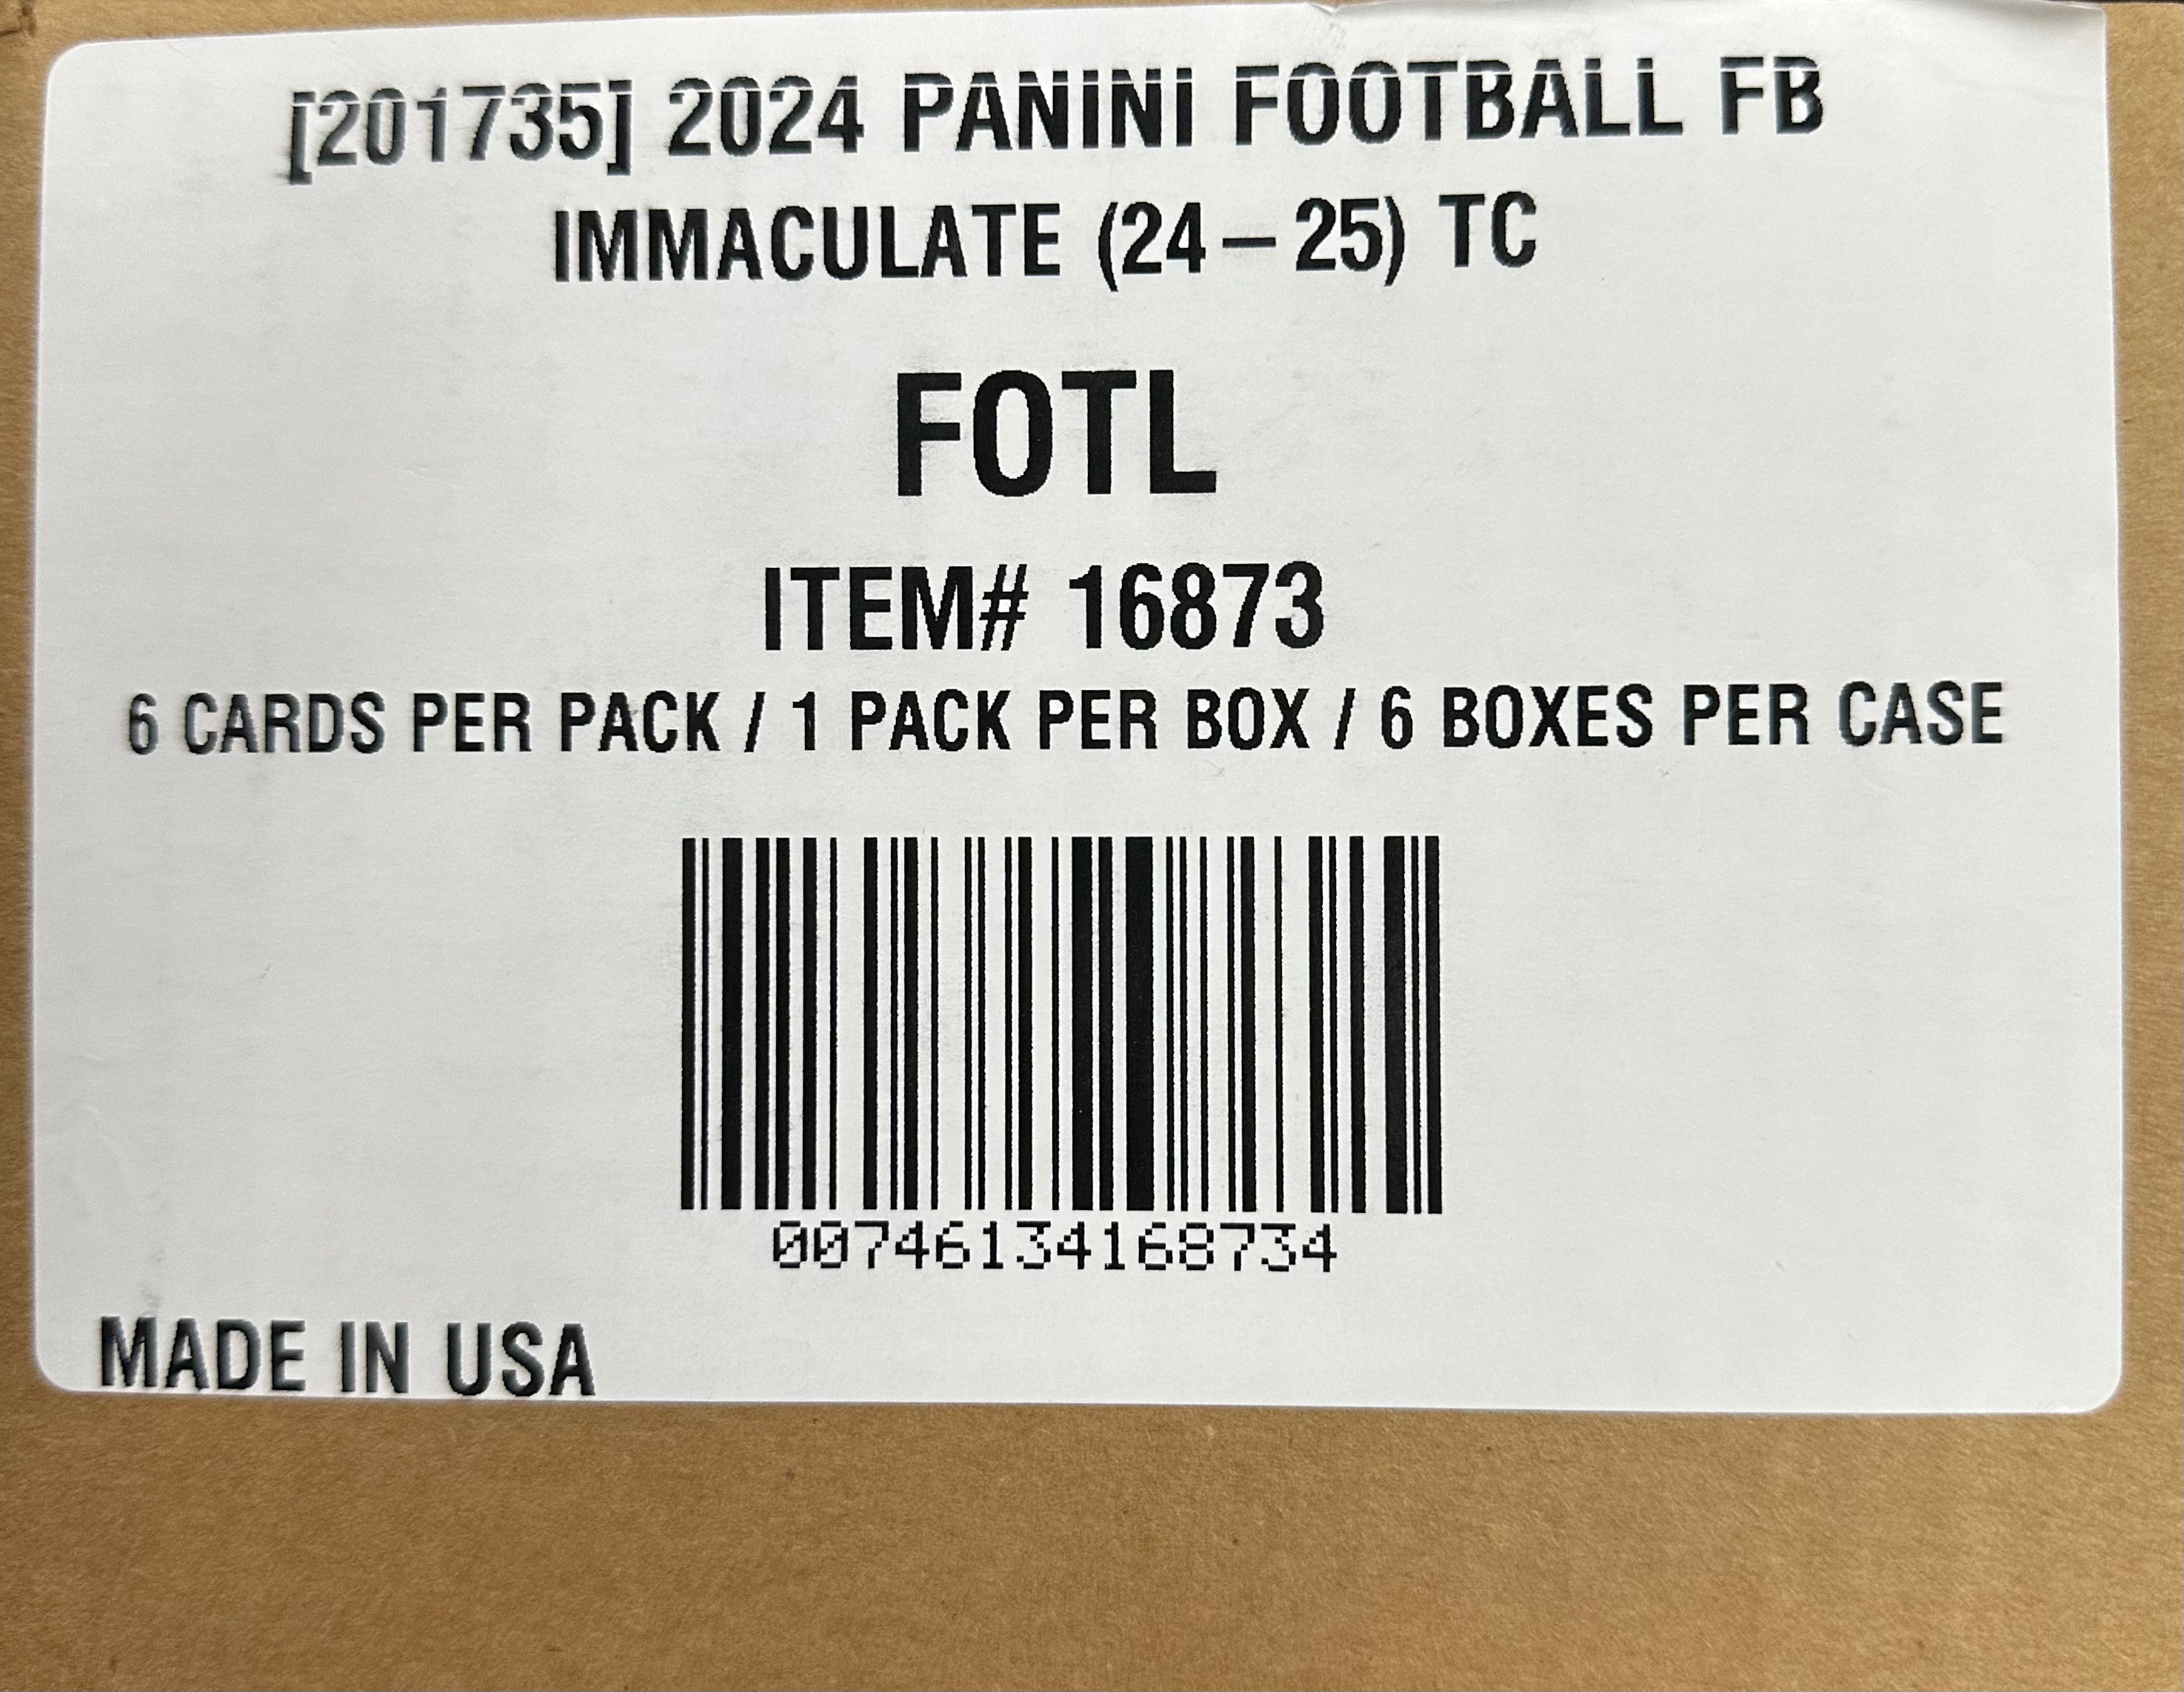 [201735] 2024 PANINI FOOTBALL FB
IMMACULATE (24 – 25) TC
FOTL
ITEM# 16873
6 CARDS PER PACK / 1 PACK PER BOX / 6 BOXES PER CASE
00746134168734
MADE IN USA